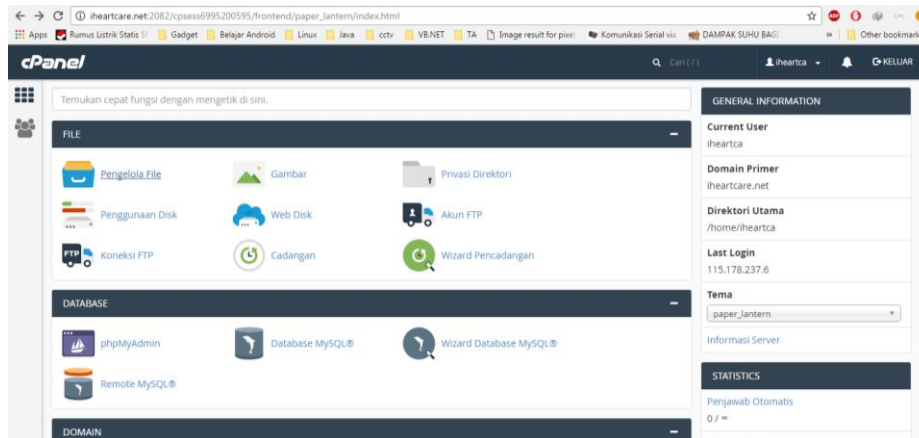 iheartcare.net:2082/cpsess6995200595/frontend/paper_lantern/index.html
Apps Rumus Listrik Statis Gadget Belajar Android Linux Java cctv VB.NET TA Image result for pixel Komunikasi Serial via DAMPAK SUHU BAGI Other bookmark
cPanel Cari ( / ) iheartca KELUAR
Temukan cepat fungsi dengan mengetik di sini.
FILE
Pengelola File Gambar Privasi Direktori
Penggunaan Disk Web Disk Akun FTP
FTP Koneksi FTP Cadangan Wizard Pencadangan
DATABASE
phpMyAdmin Database MySQL® Wizard Database MySQL®
Remote MySQL®
DOMAIN
GENERAL INFORMATION
Current User
iheartca
Domain Primer
iheartcare.net
Direktori Utama
/home/iheartca
Last Login
115.178.237.6
Tema
paper_lantern
Informasi Server
STATISTICS
Penjawab Otomatis
0 / ∞